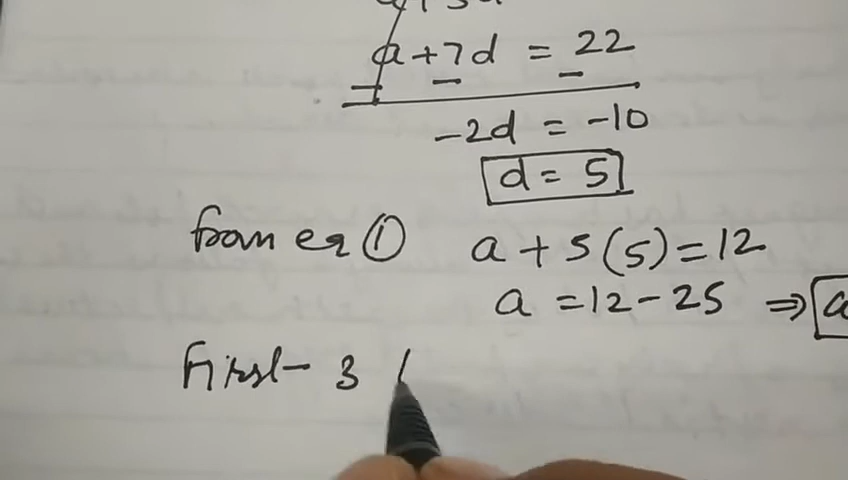 a + 7d = 22
-2d = -10
d = 5
from eq ① a + 5(5) = 12
a = 12 - 25 ⇒ a
First 3